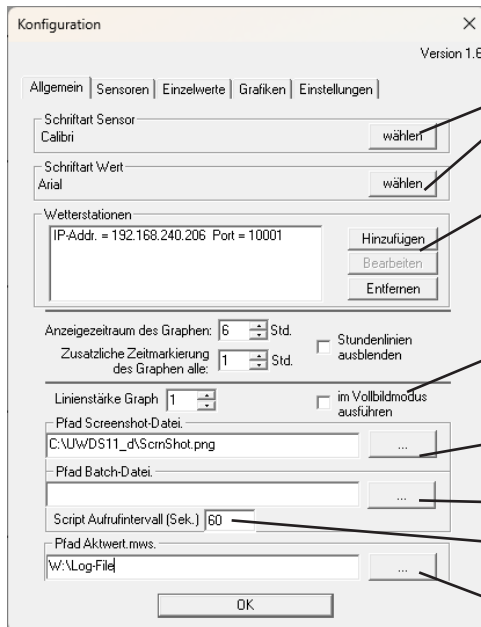 Konfiguration
Version 1.6
Allgemein Sensoren Einzelwerte Grafiken Einstellungen
Schriftart Sensor
Calibri wählen
Schriftart Wert
Arial wählen
Wetterstationen
IP-Addr. = 192.168.240.206 Port = 10001
Hinzufügen
Bearbeiten
Entfernen
Anzeigezeitraum des Graphen: 6 Std.
Zusatzliche Zeitmarkierung
des Graphen alle: 1 Std.
Stundenlinien
ausblenden
Linienstärke Graph 1
im Vollbildmodus
ausführen
Pfad Screenshot-Datei.
C:\UWDS11_d\ScrnShot.png ...
Pfad Batch-Datei.
...
Script Aufrufintervall (Sek.) 60
Pfad Aktwert.mws.
W:\Log-File ...
OK